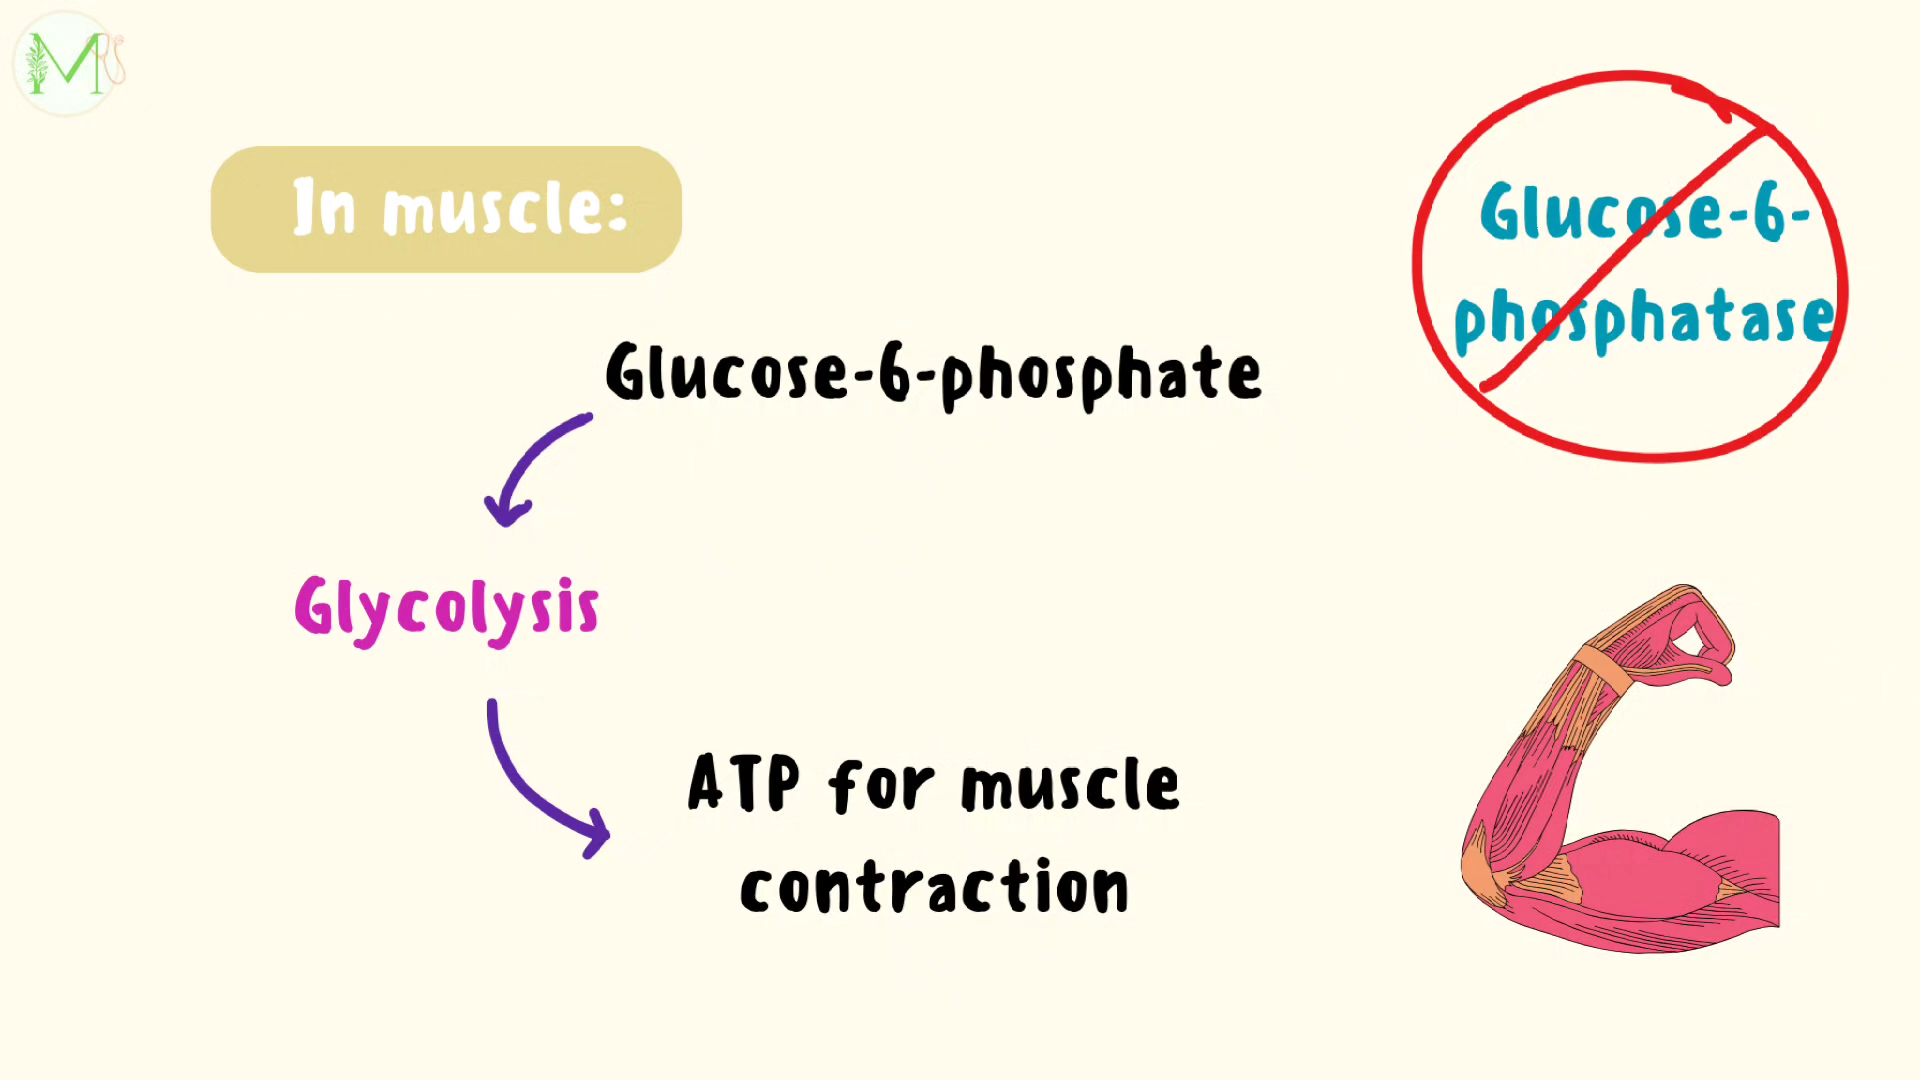 In muscle:
Glucose-6-
phosphatase
Glucose-6-phosphate
Glycolysis
ATP for muscle
contraction